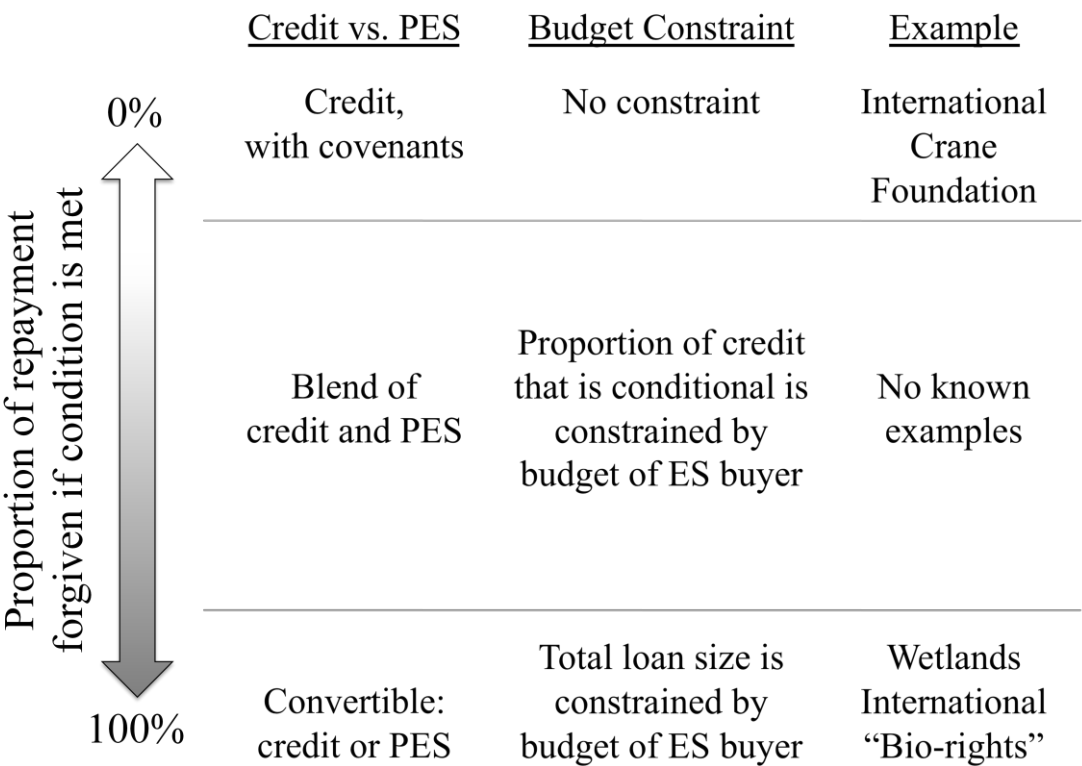 Credit vs. PES
Budget Constraint
Example
Proportion of repayment
forgiven if condition is met
0%
Credit,
with covenants
No constraint
International
Crane
Foundation
Blend of
credit and PES
Proportion of credit
that is conditional is
constrained by
budget of ES buyer
No known
examples
100%
Convertible:
credit or PES
Total loan size is
constrained by
budget of ES buyer
Wetlands
International
“Bio-rights”